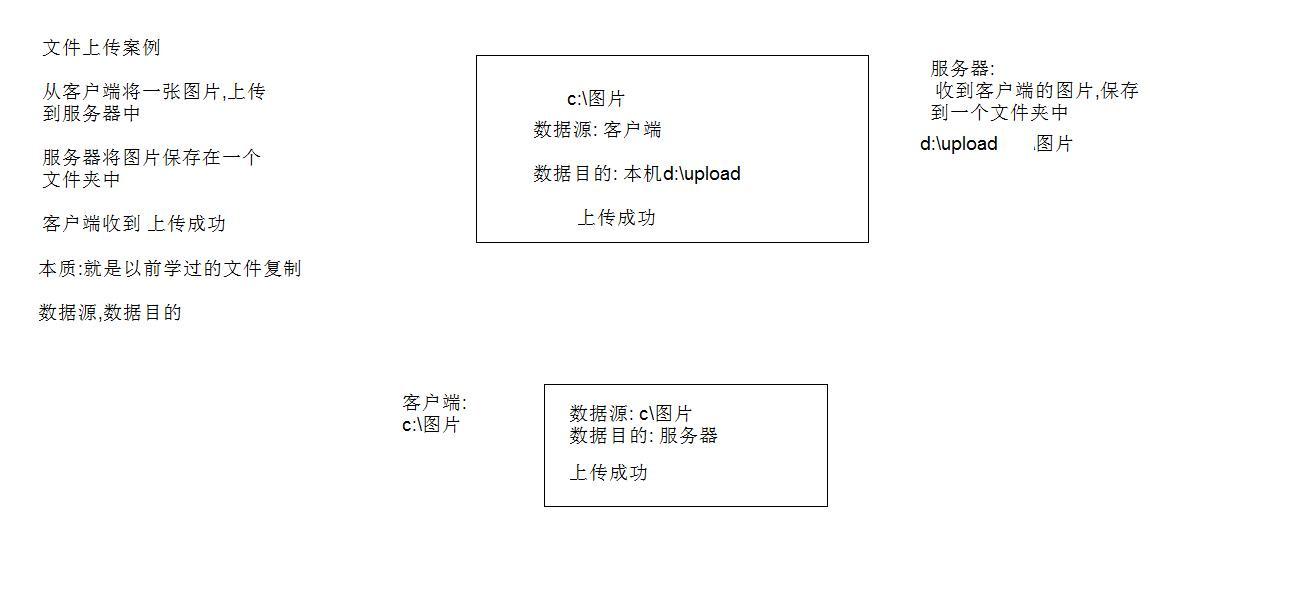 文件上传案例
从客户端将一张图片,上传
到服务器中
服务器将图片保存在一个
文件夹中
客户端收到 上传成功
本质:就是以前学过的文件复制
数据源,数据目的
c:\图片
数据源: 客户端
数据目的: 本机d:\upload
上传成功
服务器:
收到客户端的图片,保存
到一个文件夹中
d:\upload 图片
客户端:
c:\图片
数据源: c\图片
数据目的: 服务器
上传成功